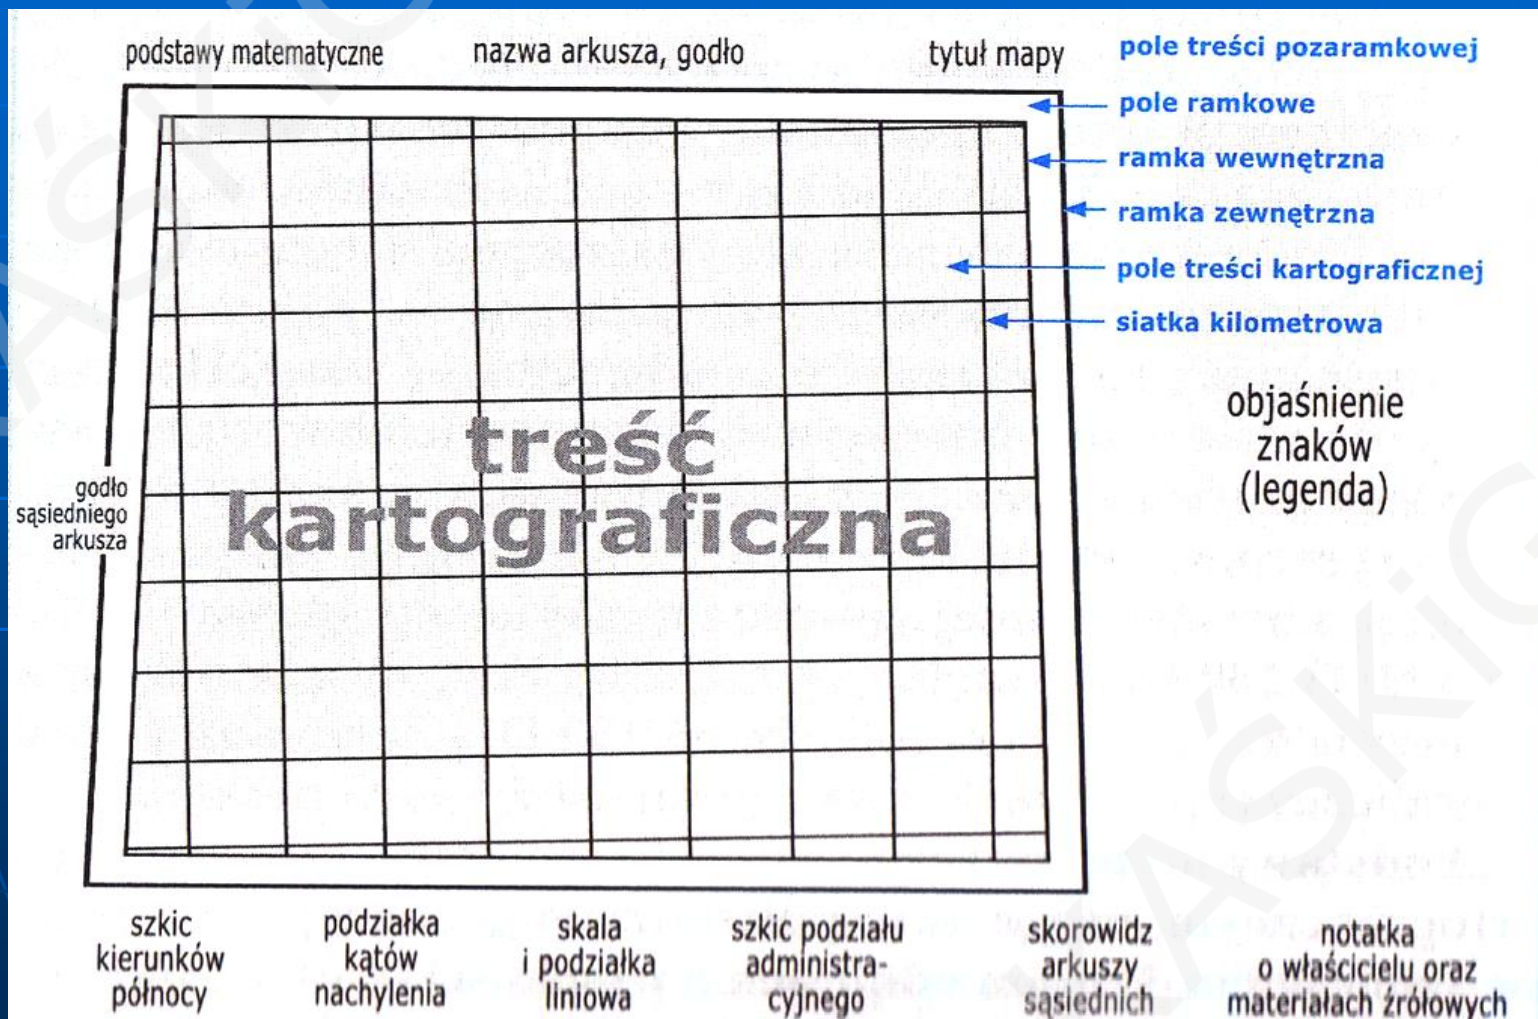 podstawy matematyczne
nazwa arkusza, godło
tytuł mapy
pole treści pozaramkowej
pole ramkowe
ramka wewnętrzna
ramka zewnętrzna
pole treści kartograficznej
siatka kilometrowa
objaśnienie
znaków
(legenda)
treść
kartograficzna
godło
sąsiedniego
arkusza
szkic
kierunków
północy
podziałka
kątów
nachylenia
skala
i podziałka
liniowa
szkic podziału
administra-
cyjnego
skorowidz
arkuszy
sąsiednich
notatka
o właścicielu oraz
materiałach źrółowych